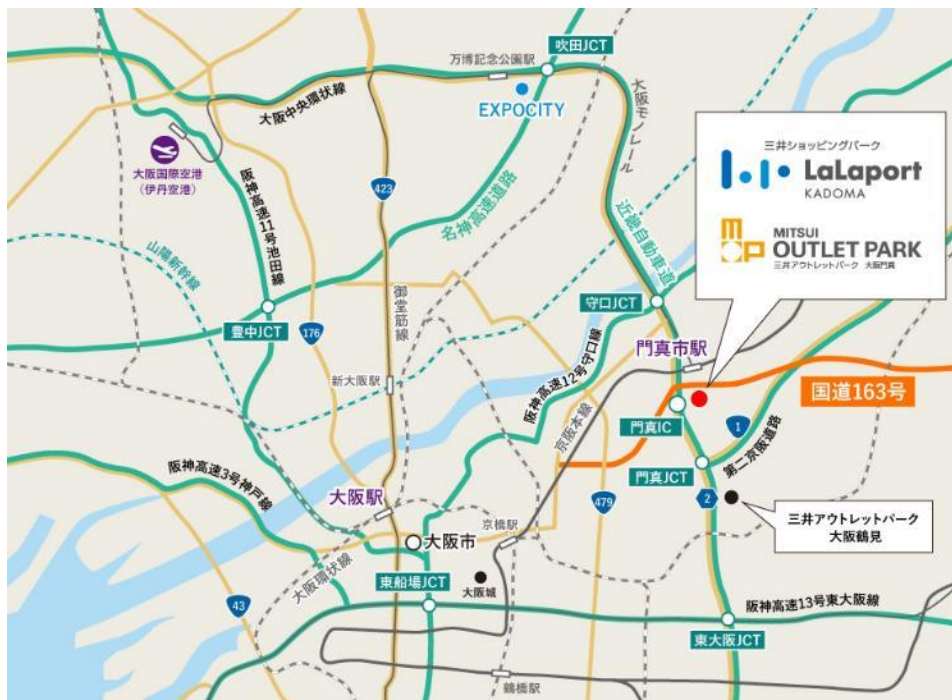 吹田JCT
万博記念公園駅
大阪中央環状線
EXPOCITY
大阪モノレール
三井ショッピングパーク
LaLaport
KADOMA
MOP
MITSUI
OUTLET PARK
三井アウトレットパーク 大阪門真
大阪国際空港
(伊丹空港)
阪神高速11号池田線
423
名神高速道路
近畿自動車道
山陽新幹線
御堂筋線
守口JCT
豊中JCT
176
阪神高速12号守口線
門真市駅
新大阪駅
国道163号
京阪本線
門真IC
1
第二京阪道路
阪神高速3号神戸線
門真JCT
大阪駅
479
2
三井アウトレットパーク
大阪鶴見
京橋駅
大阪市
大阪環状線
東船場JCT
大阪城
43
阪神高速13号東大阪線
東大阪JCT
鶴橋駅